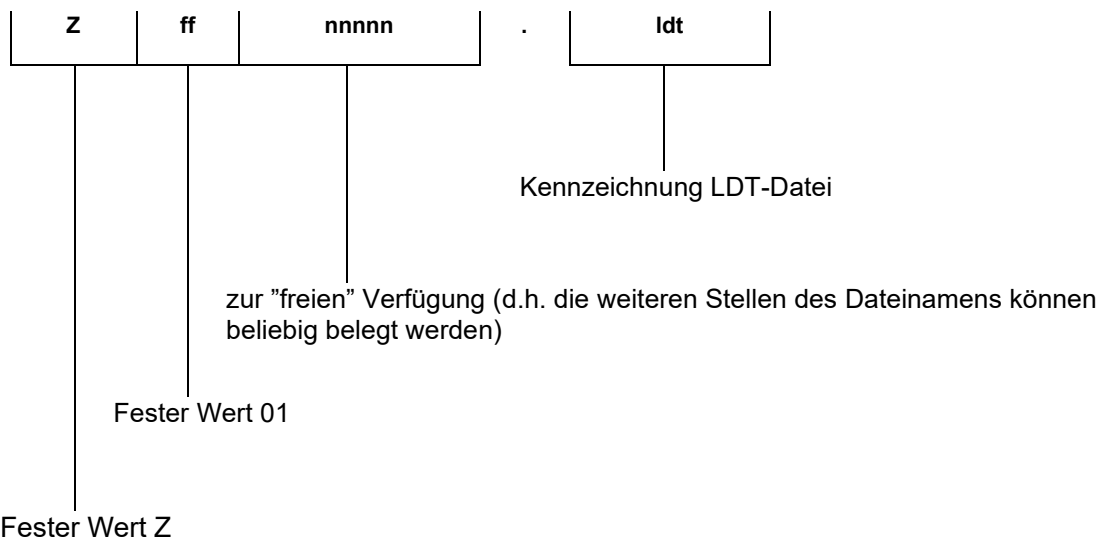 Z ff nnnnn . ldt
Kennzeichnung LDT-Datei
zur ”freien” Verfügung (d.h. die weiteren Stellen des Dateinamens können
beliebig belegt werden)
Fester Wert 01
Fester Wert Z